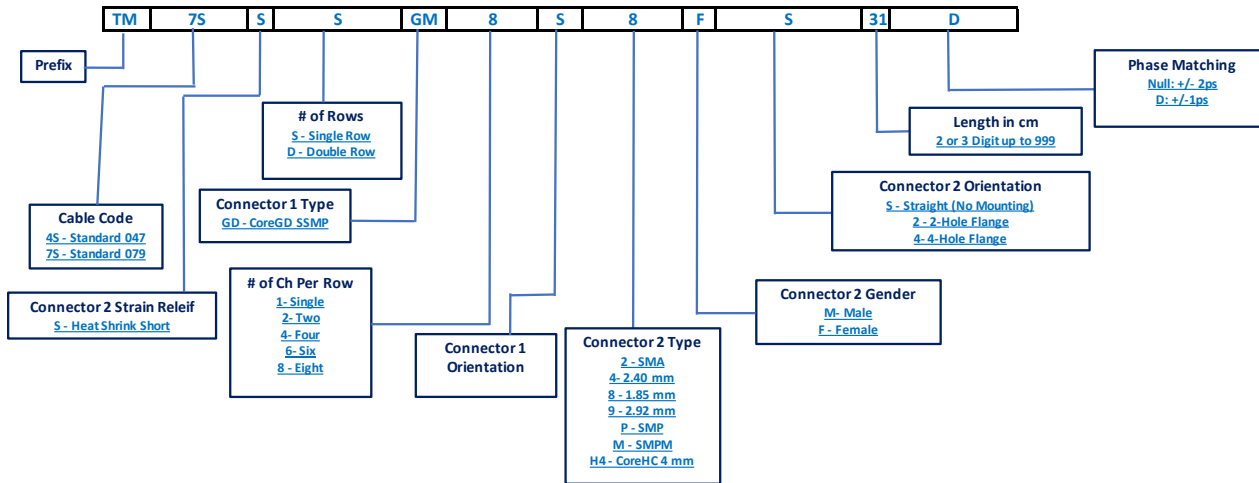 TM 7S S S GM 8 S 8 F S 31 D
Prefix
Phase Matching
Null: +/- 2ps
D: +/-1ps
# of Rows
S - Single Row
D - Double Row
Length in cm
2 or 3 Digit up to 999
Connector 2 Orientation
S - Straight (No Mounting)
2 - 2-Hole Flange
4- 4-Hole Flange
Connector 1 Type
GD - CoreGD SSMP
Cable Code
4S - Standard 047
7S - Standard 079
# of Ch Per Row
1- Single
2- Two
4- Four
6- Six
8 - Eight
Connector 2 Strain Releif
S - Heat Shrink Short
Connector 2 Gender
M- Male
F - Female
Connector 1
Orientation
Connector 2 Type
2 - SMA
4- 2.40 mm
8 - 1.85 mm
9 - 2.92 mm
P - SMP
M - SMPM
H4 - CoreHC 4 mm